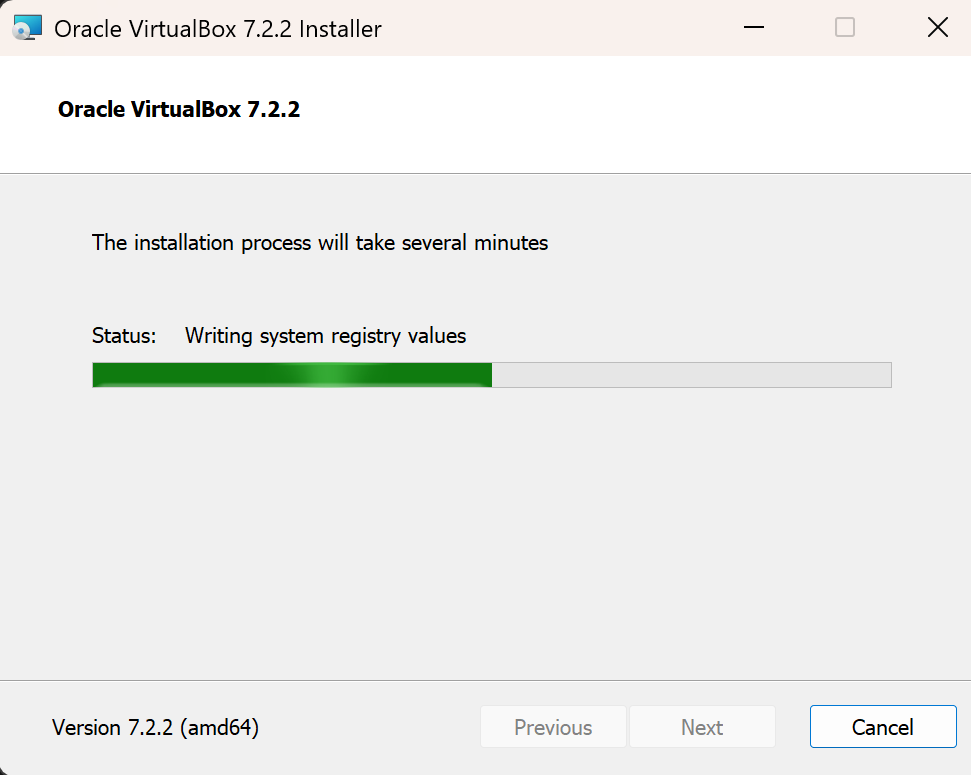 Oracle VirtualBox 7.2.2 Installer
Oracle VirtualBox 7.2.2
The installation process will take several minutes
Status: Writing system registry values
Version 7.2.2 (amd64) Previous Next Cancel